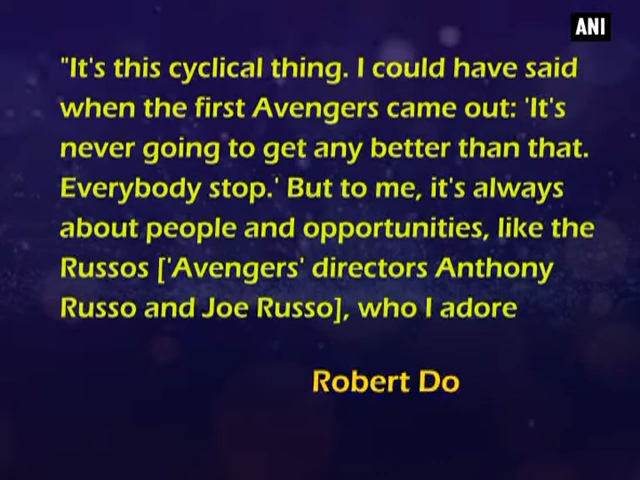 ANI
"It's this cyclical thing. I could have said
when the first Avengers came out: 'It's
never going to get any better than that.
Everybody stop.' But to me, it's always
about people and opportunities, like the
Russos ['Avengers' directors Anthony
Russo and Joe Russo], who I adore
Robert Do